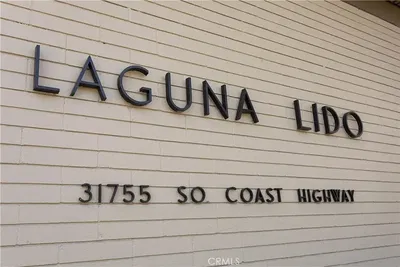 LAGUNA LIDO
31755 SO COAST HIGHWAY
CRMLS